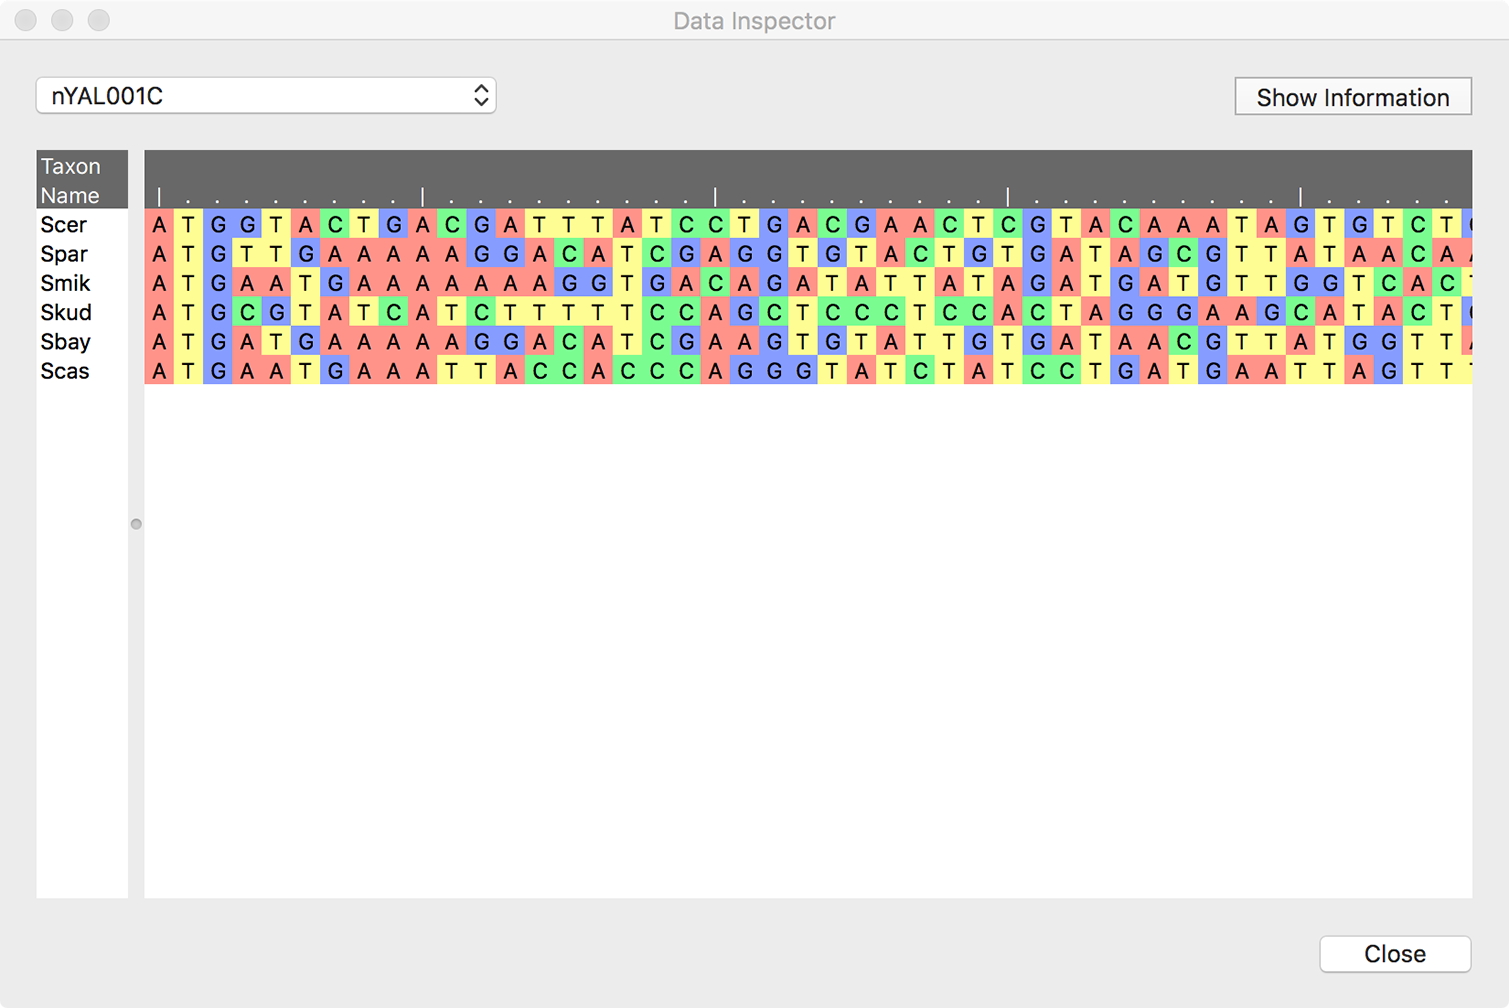 Data Inspector
nYAL001C
Show Information
Taxon
Name
Scer A T G G T A C T G A C G A T T T A T C C T G A C G A A C T C G T A C A A A T A G T G T C T
Spar A T G T T G A A A A A G G A C A T C G A G G T G T A C T G T G A T A G C G T T A T A A C A A
Smik A T G A A T G A A A A A A A G G T G A C A G A T A T T A T A G A T G A T G T T G G T C A C
Skud A T G C G T A T C A T C T T T T T C C A G C T C C C T C C A C T A G G G A A G C A T A C T
Sbay A T G A T G A A A A A G G A C A T C G A A G T G T A T T G T G A T A A C G T T A T G G T T
Scas A T G A A T G A A A T T A C C A C C C A G G G T A T C T A T C C T G A T G A A T T A G T T
Close